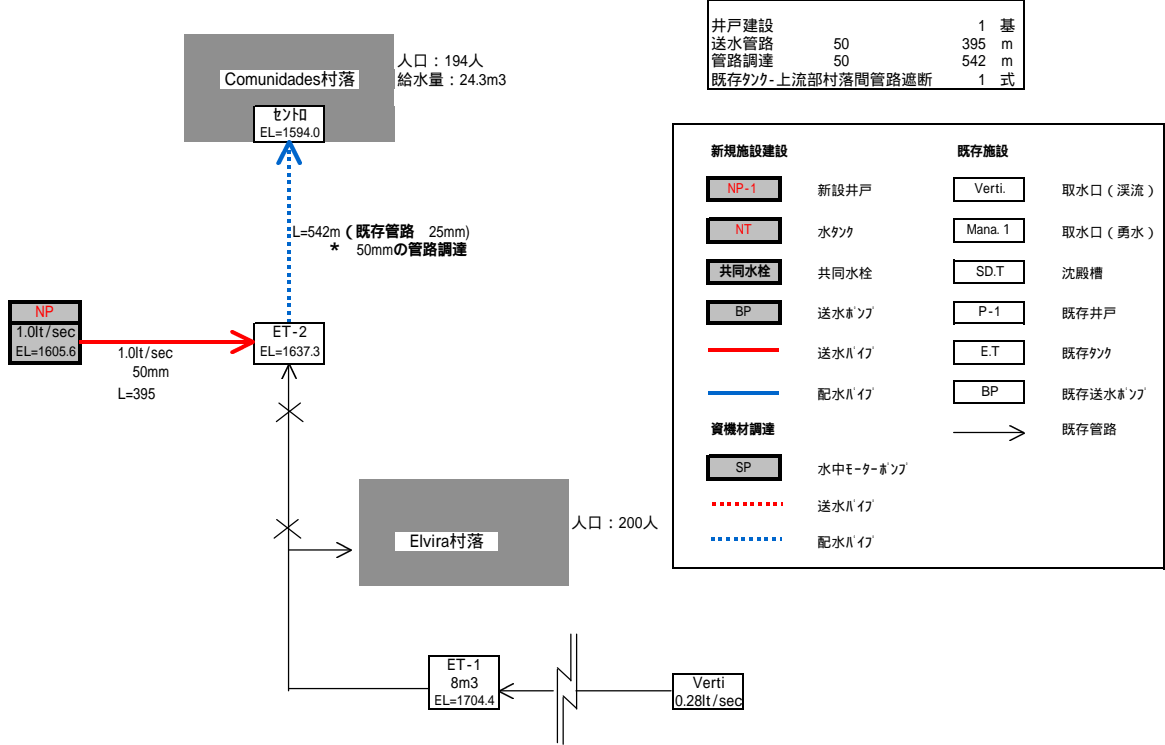 井戸建設 1 基
送水管路 50 395 m
管路調達 50 542 m
既存ﾀﾝｸ-上流部村落間管路遮断 1 式
人口：194人
給水量：24.3m3
Comunidades村落
ｾﾝﾄﾛ
EL=1594.0
L=542m（既存管路 25mm)
* 50mmの管路調達
NP
1.0lt/sec
EL=1605.6
1.0lt/sec
50mm
L=395
ET-2
EL=1637.3
人口：200人
Elvira村落
ET-1
8m3
EL=1704.4
Verti
0.28lt/sec
新規施設建設
NP-1 新設井戸
NT 水ﾀﾝｸ
共同水栓 共同水栓
BP 送水ﾎﾟﾝﾌﾟ
送水ﾊﾟｲﾌﾟ
配水ﾊﾟｲﾌﾟ
資機材調達
SP 水中ﾓｰﾀｰﾎﾟﾝﾌﾟ
送水ﾊﾟｲﾌﾟ
配水ﾊﾟｲﾌﾟ
既存施設
Verti. 取水口（渓流）
Mana. 1 取水口（勇水）
SD.T 沈殿槽
P-1 既存井戸
E.T 既存ﾀﾝｸ
BP 既存送水ﾎﾟﾝﾌﾟ
既存管路